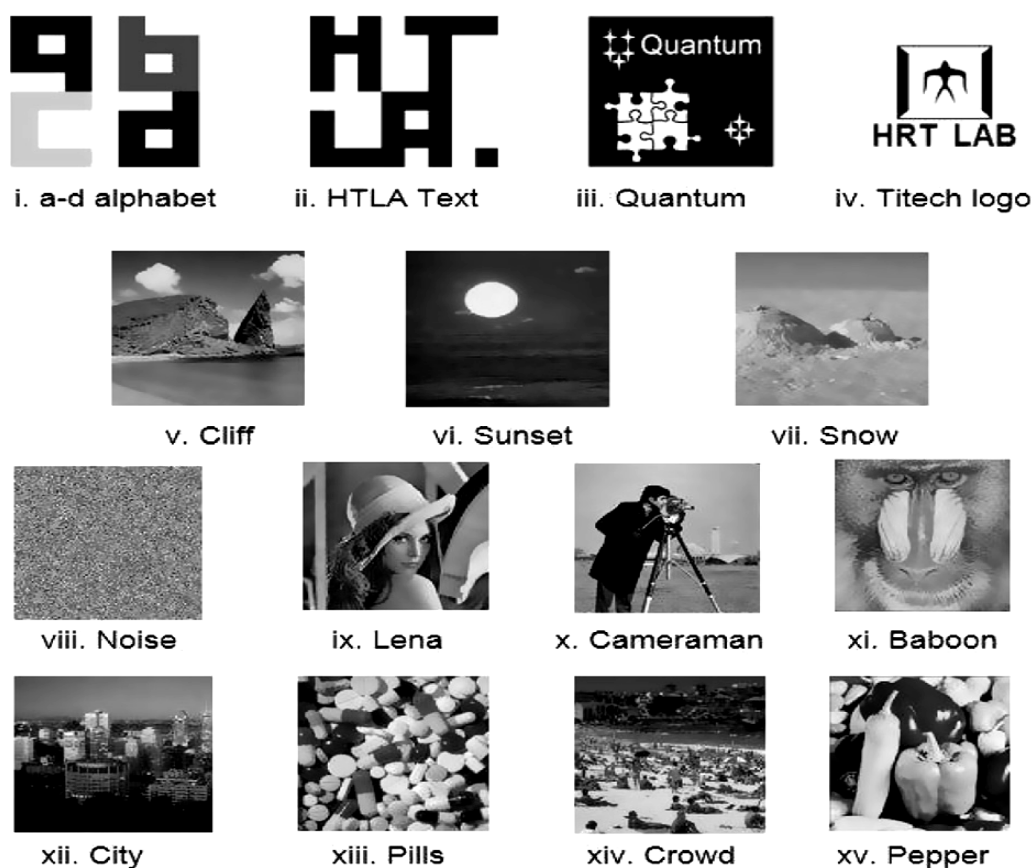 a b
c d
H T
L A .
Quantum
HRT LAB
i. a-d alphabet
ii. HTLA Text
iii. Quantum
iv. Titech logo
v. Cliff
vi. Sunset
vii. Snow
viii. Noise
ix. Lena
x. Cameraman
xi. Baboon
xii. City
xiii. Pills
xiv. Crowd
xv. Pepper